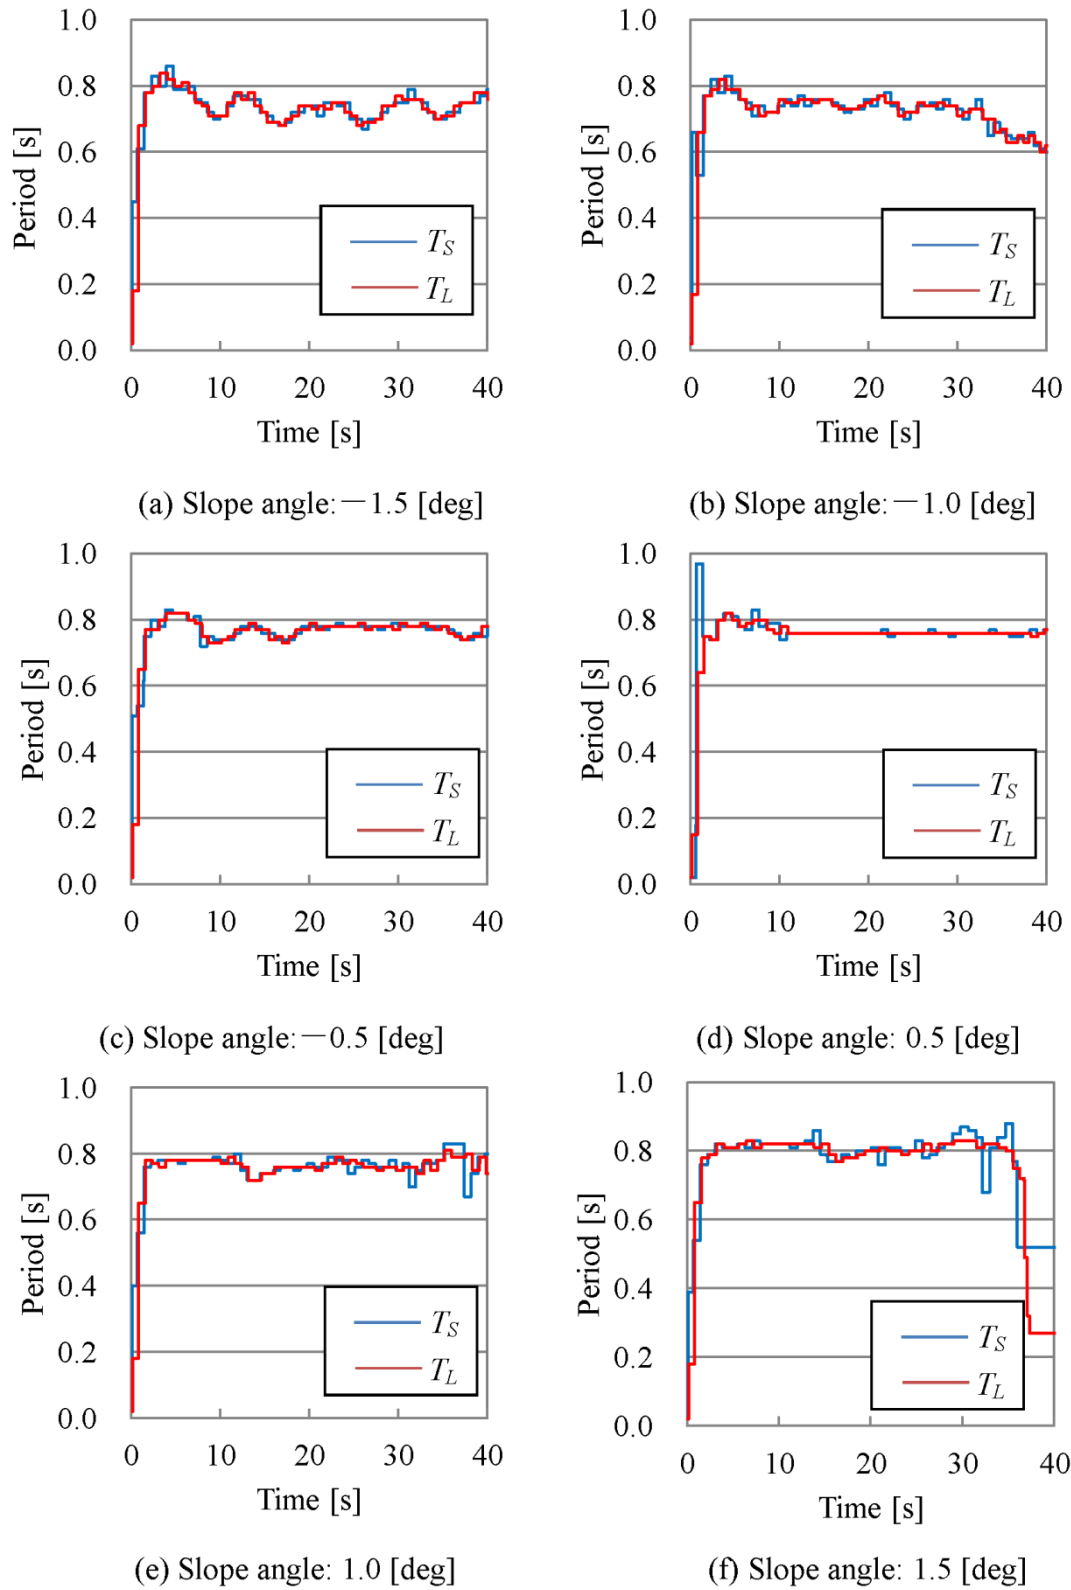 1.0
0.8
0.6
0.4
0.2
0.0
Period [s]
T_S
T_L
0 10 20 30 40
Time [s]
(a) Slope angle:－1.5 [deg]
1.0
0.8
0.6
0.4
0.2
0.0
Period [s]
T_S
T_L
0 10 20 30 40
Time [s]
(b) Slope angle:－1.0 [deg]
1.0
0.8
0.6
0.4
0.2
0.0
Period [s]
T_S
T_L
0 10 20 30 40
Time [s]
(c) Slope angle:－0.5 [deg]
1.0
0.8
0.6
0.4
0.2
0.0
Period [s]
T_S
T_L
0 10 20 30 40
Time [s]
(d) Slope angle: 0.5 [deg]
1.0
0.8
0.6
0.4
0.2
0.0
Period [s]
T_S
T_L
0 10 20 30 40
Time [s]
(e) Slope angle: 1.0 [deg]
1.0
0.8
0.6
0.4
0.2
0.0
Period [s]
T_S
T_L
0 10 20 30 40
Time [s]
(f) Slope angle: 1.5 [deg]